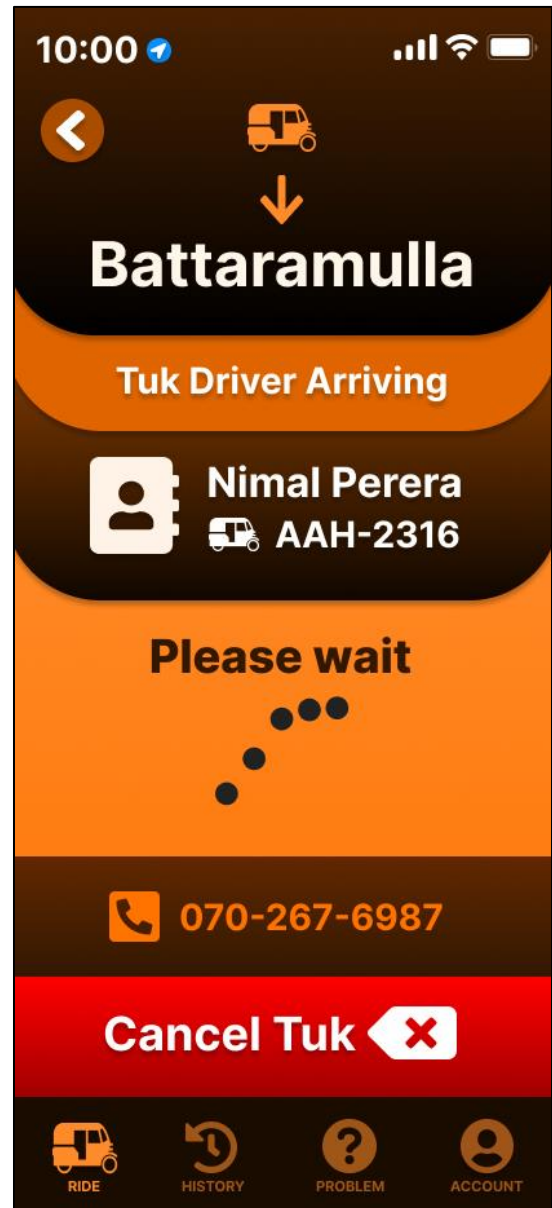 10:00
Battaramulla
Tuk Driver Arriving
Nimal Perera
AAH-2316
Please wait
070-267-6987
Cancel Tuk
RIDE
HISTORY
PROBLEM
ACCOUNT